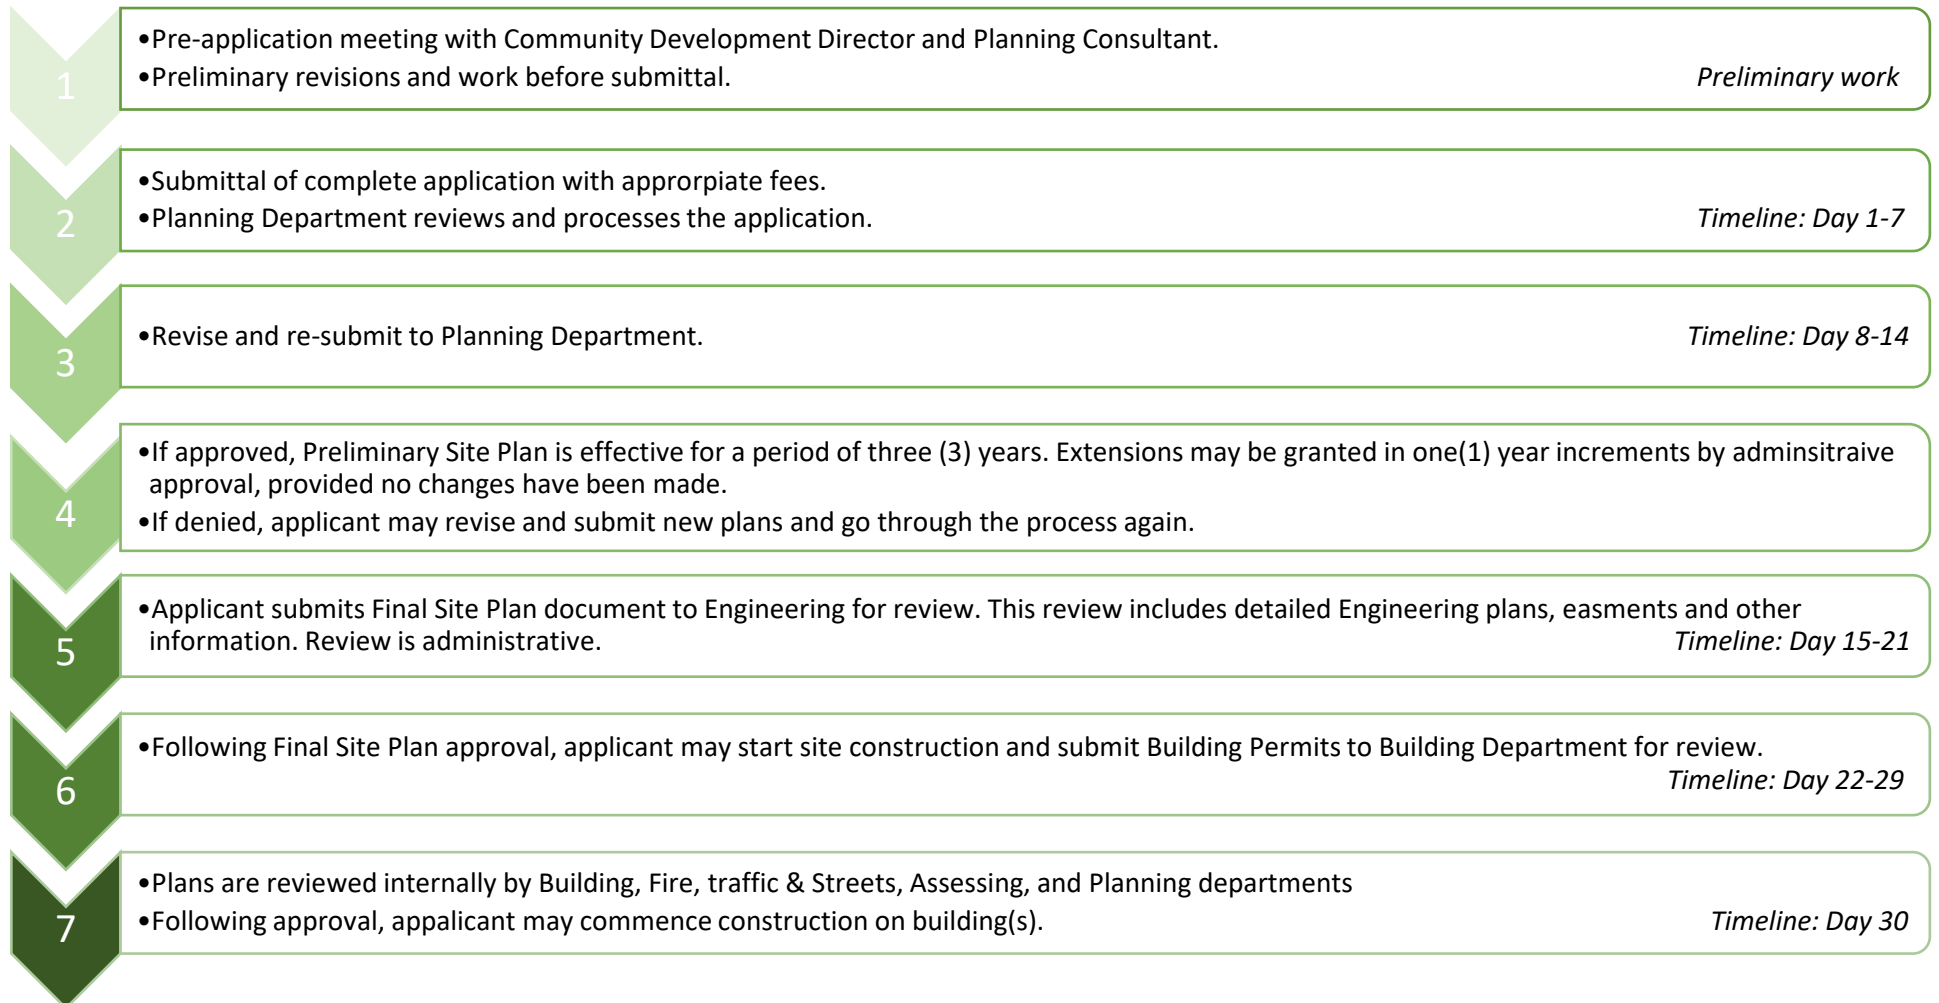 1
•Pre-application meeting with Community Development Director and Planning Consultant.
•Preliminary revisions and work before submittal.
Preliminary work
2
•Submittal of complete application with approrpiate fees.
•Planning Department reviews and processes the application.
Timeline: Day 1-7
3
•Revise and re-submit to Planning Department.
Timeline: Day 8-14
4
•If approved, Preliminary Site Plan is effective for a period of three (3) years. Extensions may be granted in one(1) year increments by adminsitraive
approval, provided no changes have been made.
•If denied, applicant may revise and submit new plans and go through the process again.
5
•Applicant submits Final Site Plan document to Engineering for review. This review includes detailed Engineering plans, easments and other
information. Review is administrative.
Timeline: Day 15-21
6
•Following Final Site Plan approval, applicant may start site construction and submit Building Permits to Building Department for review.
Timeline: Day 22-29
7
•Plans are reviewed internally by Building, Fire, traffic & Streets, Assessing, and Planning departments
•Following approval, appalicant may commence construction on building(s).
Timeline: Day 30